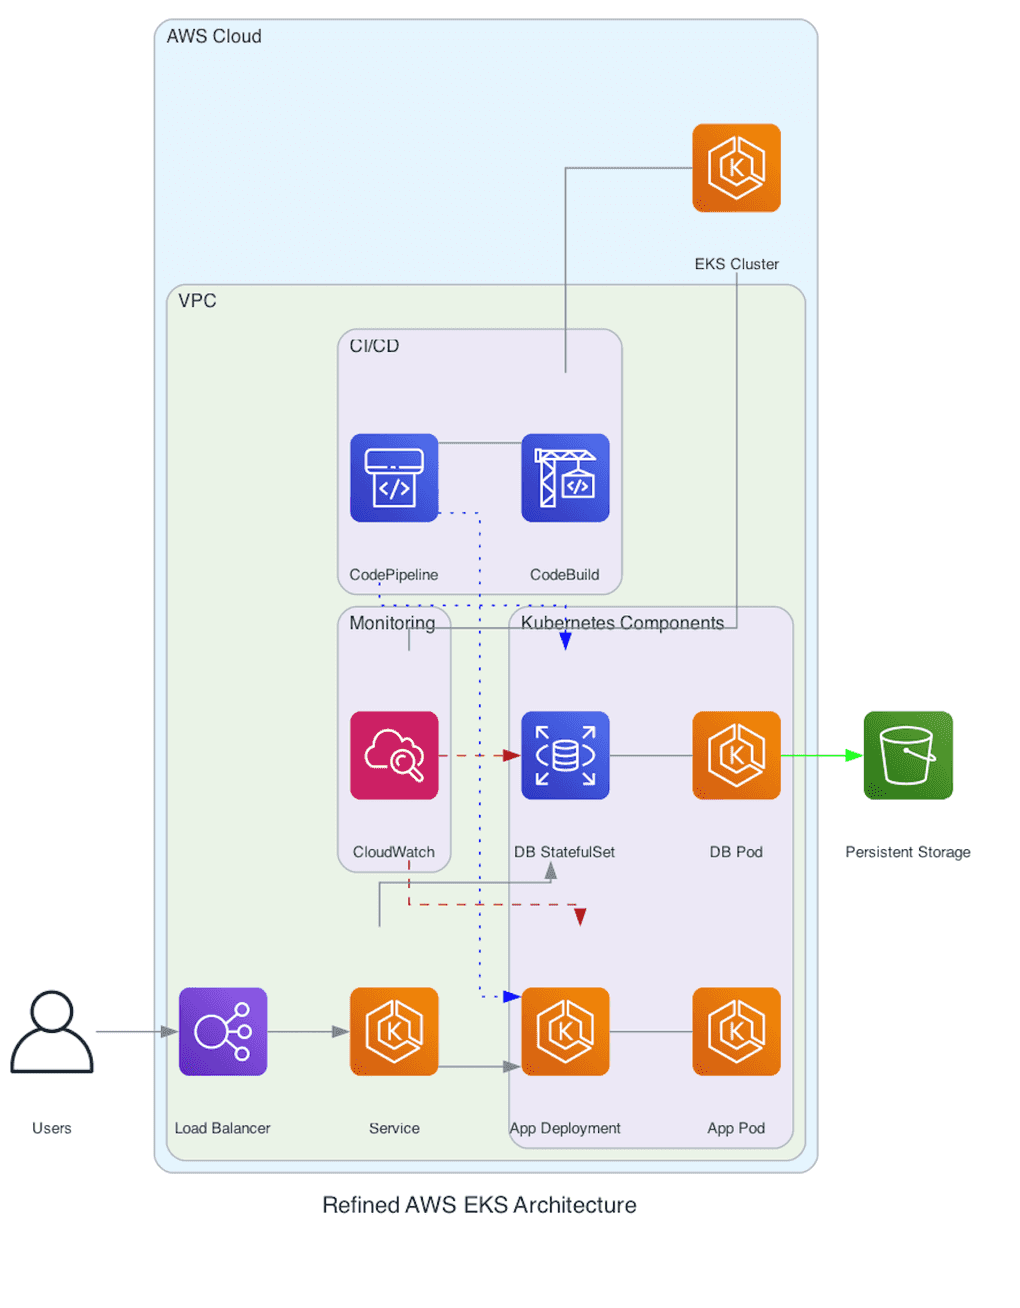 AWS Cloud
EKS Cluster
VPC
CI/CD
CodePipeline
CodeBuild
Monitoring
Kubernetes Components
CloudWatch
DB StatefulSet
DB Pod
Persistent Storage
Users
Load Balancer
Service
App Deployment
App Pod
Refined AWS EKS Architecture